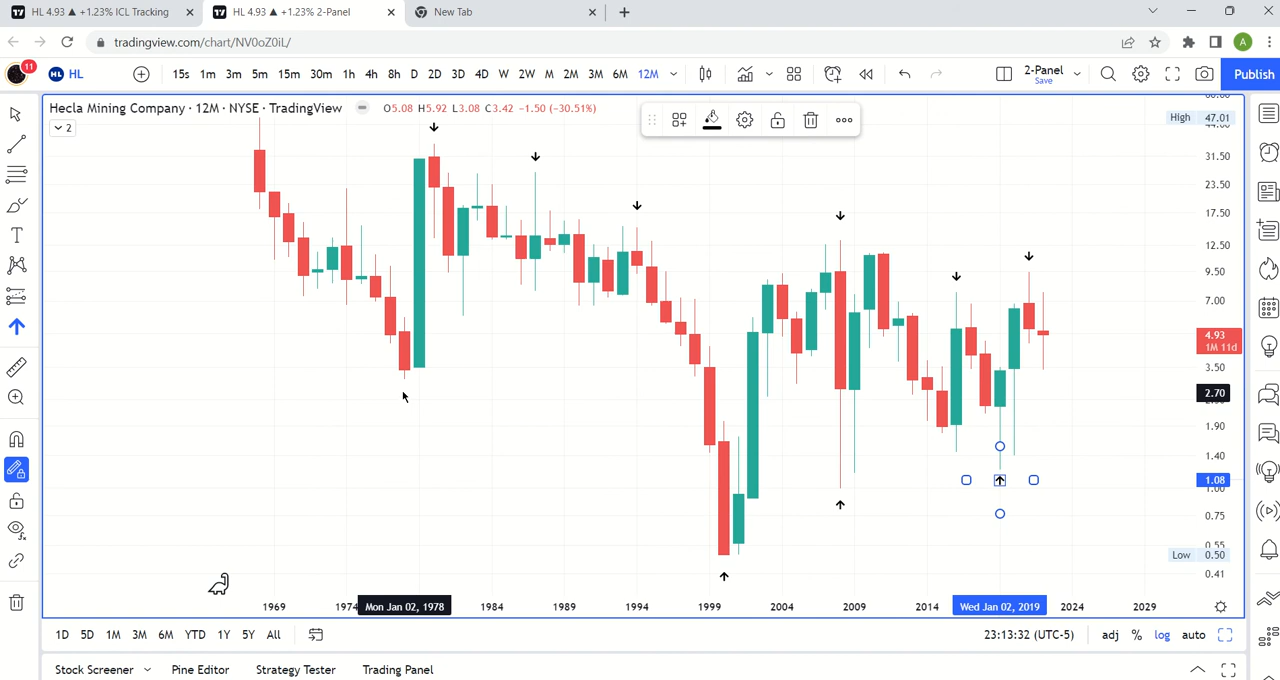 HL 4.93 ▲ +1.23% ICL Tracking
HL 4.93 ▲ +1.23% 2-Panel
New Tab
tradingview.com/chart/NV0oZ0iL/
A
11
HL
15s 1m 3m 5m 15m 30m 1h 4h 8h D 2D 3D 4D W 2W M 2M 3M 6M 12M
2-Panel
Save
Publish
Hecla Mining Company · 12M · NYSE · TradingView
O5.08 H5.92 L3.08 C3.42 −1.50 (−30.51%)
2
High 47.01
31.50
23.50
17.50
12.50
9.50
7.00
4.93
1M 11d
3.50
2.70
1.90
1.40
1.08
1.00
0.75
0.55
Low 0.50
0.41
1969
1974
Mon Jan 02, 1978
1984
1989
1994
1999
2004
2009
2014
Wed Jan 02, 2019
2024
2029
1D 5D 1M 3M 6M YTD 1Y 5Y All
23:13:32 (UTC-5)
adj % log auto
Stock Screener
Pine Editor
Strategy Tester
Trading Panel